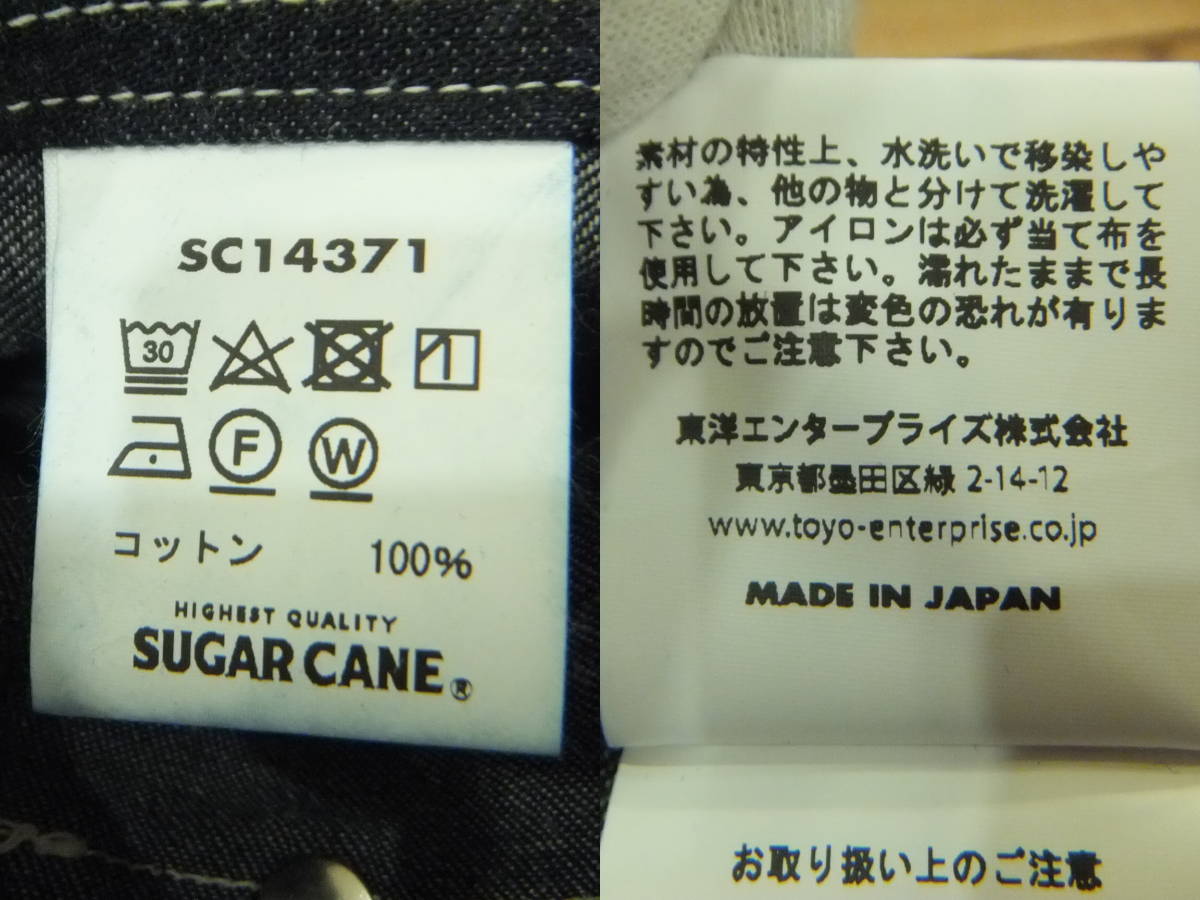 SC14371
30
1
F
W
コットン 100%
HIGHEST QUALITY
SUGAR CANE®
素材の特性上、水洗いで移染しや
すい為、他の物と分けて洗濯して
下さい。アイロンは必ず当て布を
使用して下さい。濡れたままで長
時間の放置は変色の恐れが有りま
すのでご注意下さい。
東洋エンタープライズ株式会社
東京都墨田区緑 2-14-12
www.toyo-enterprise.co.jp
MADE IN JAPAN
お取り扱い上のご注意